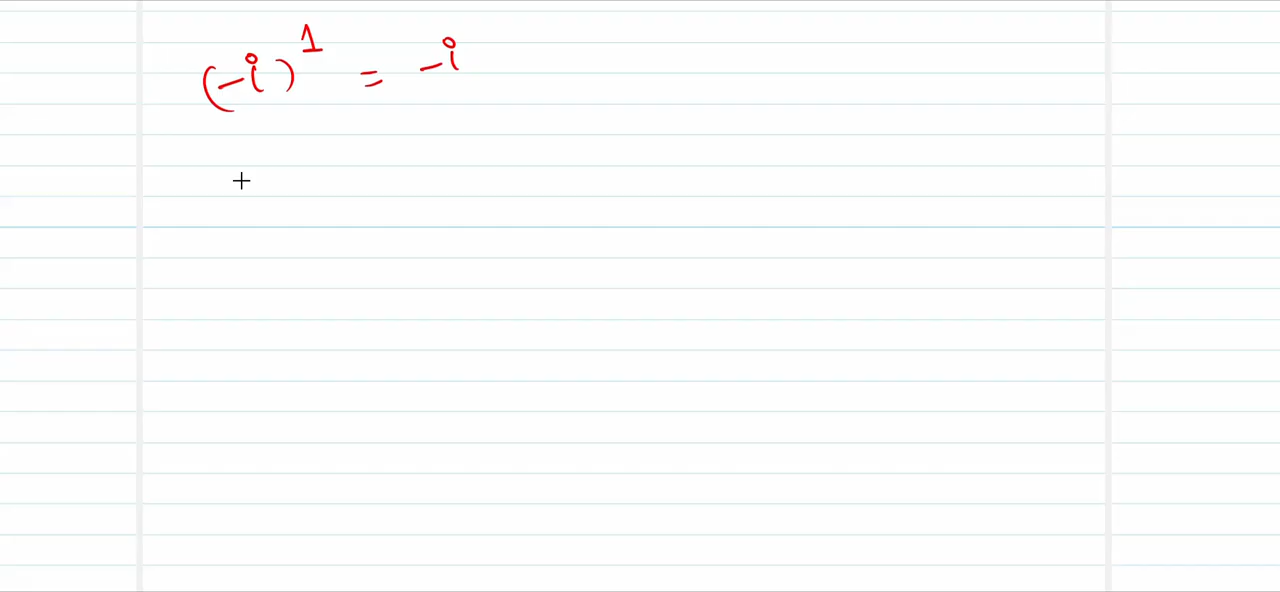 (-i)^1 = -i